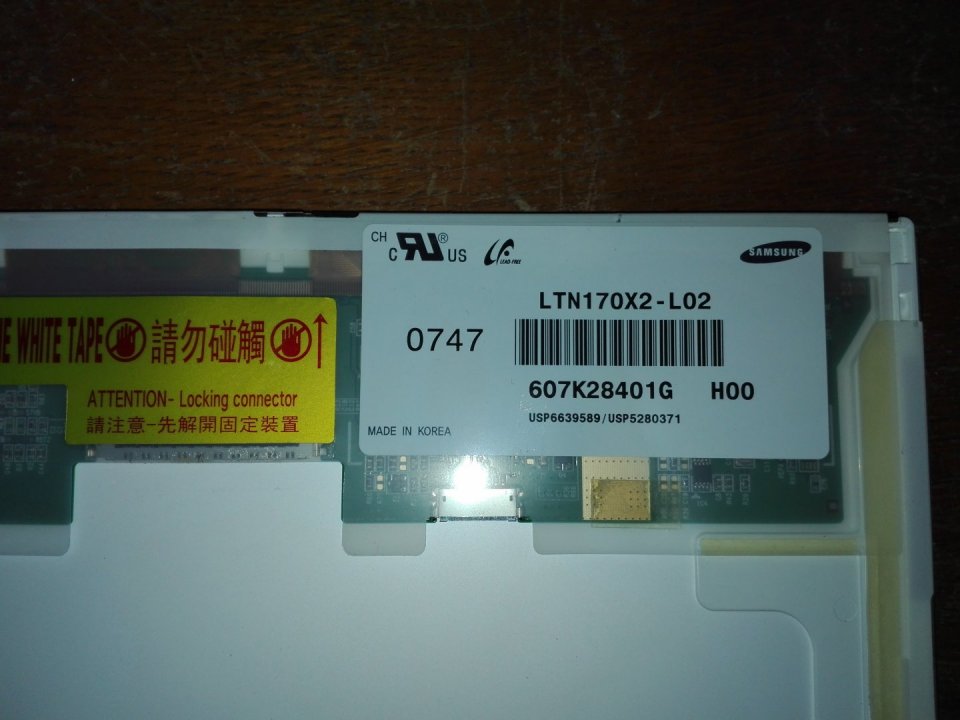 CH
C RU® US
LEAD-FREE
SAMSUNG
LTN170X2-L02
0747
607K28401G H00
USP6639589/USP5280371
MADE IN KOREA
WHITE TAPE 請勿碰觸
ATTENTION- Locking connector
請注意-先解開固定裝置